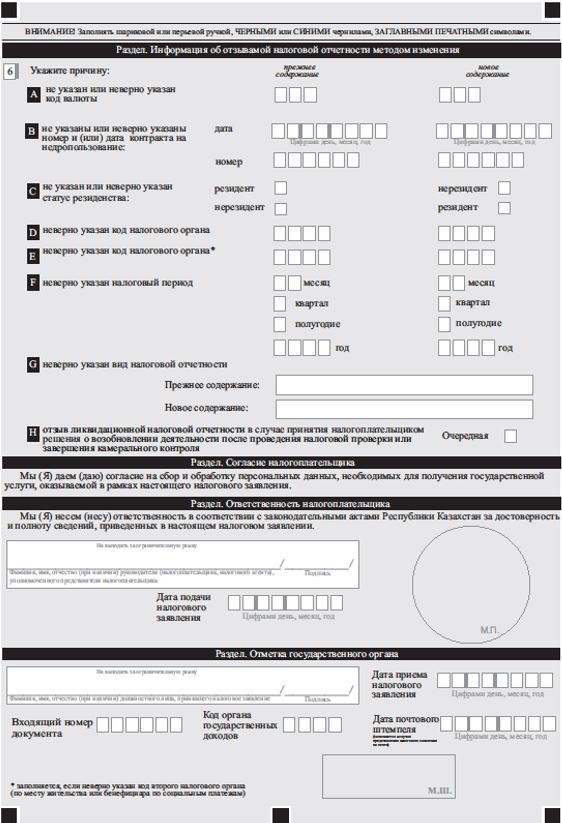 ВНИМАНИЕ! Заполнять шариковой или перьевой ручкой, ЧЕРНЫМИ или СИНИМИ чернилами, ЗАГЛАВНЫМИ ПЕЧАТНЫМИ символами.
Раздел. Информация об отзываемой налоговой отчетности методом изменения
6 Укажите причину:
прежнее содержание
новое содержание
A не указан или неверно указан
код валюты
B не указаны или неверно указаны
номер и (или) дата контракта на
недропользование:
дата
Цифрами день, месяц, год
Цифрами день, месяц, год
номер
C не указан или неверно указан
статус резиденства:
резидент
нерезидент
нерезидент
резидент
D неверно указан код налогового органа
E неверно указан код налогового органа*
F неверно указан налоговый период
месяц месяц
квартал квартал
полугодие полугодие
год год
G неверно указан вид налоговой отчетности
Прежнее содержание:
Новое содержание:
H отзыв ликвидационной налоговой отчетности в случае принятия налогоплательщиком
решения о возобновлении деятельности после проведения налоговой проверки или
завершения камерального контроля
Очередная
Раздел. Согласие налогоплательщика
Мы (Я) даем (даю) согласие на сбор и обработку персональных данных, необходимых для получения государственной
услуги, оказываемой в рамках настоящего налогового заявления.
Раздел. Ответственность налогоплательщика
Мы (Я) несем (несу) ответственность в соответствии с законодательными актами Республики Казахстан за достоверность
и полноту сведений, приведенных в настоящем налоговом заявлении.
Не выходить за ограничительную рамку
/ /
Фамилия, имя, отчество (при наличии) руководителя (налогоплательщика, налогового агента),
уполномоченного представителя налогоплательщика
Подпись
Дата подачи
налогового
заявления
Цифрами день, месяц, год
М.П.
Раздел. Отметка государственного органа
Не выходить за ограничительную рамку
/ /
Фамилия, имя, отчество (при наличии) должностного лица, принявшего налоговое заявление
Подпись
Дата приема
налогового
заявления
Цифрами день, месяц, год
Входящий номер
документа
Код органа
государственных
доходов
Дата почтового
штемпеля
Цифрами день, месяц, год
М.Ш.
* заполняется, если неверно указан код второго налогового органа
(по месту жительства или бенефициара по социальным платежам)